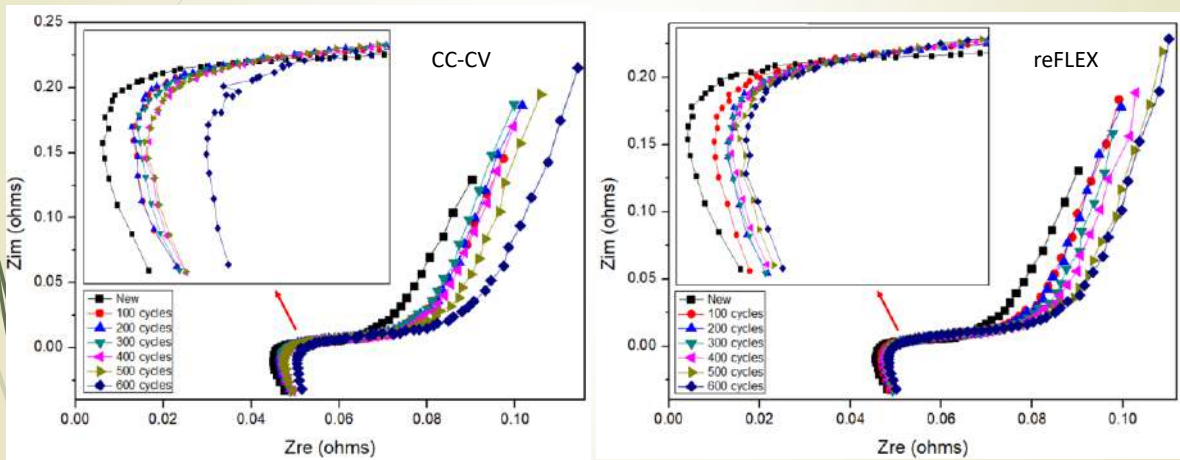 CC-CV
0.25
0.20
0.15
0.10
0.05
0.00
Zim (ohms)
New
100 cycles
200 cycles
300 cycles
400 cycles
500 cycles
600 cycles
0.00 0.02 0.04 0.06 0.08 0.10
Zre (ohms)
reFLEX
0.20
0.15
0.10
0.05
0.00
Zim (ohms)
New
100 cycles
200 cycles
300 cycles
400 cycles
500 cycles
600 cycles
0.00 0.02 0.04 0.06 0.08 0.10
Zre (ohms)